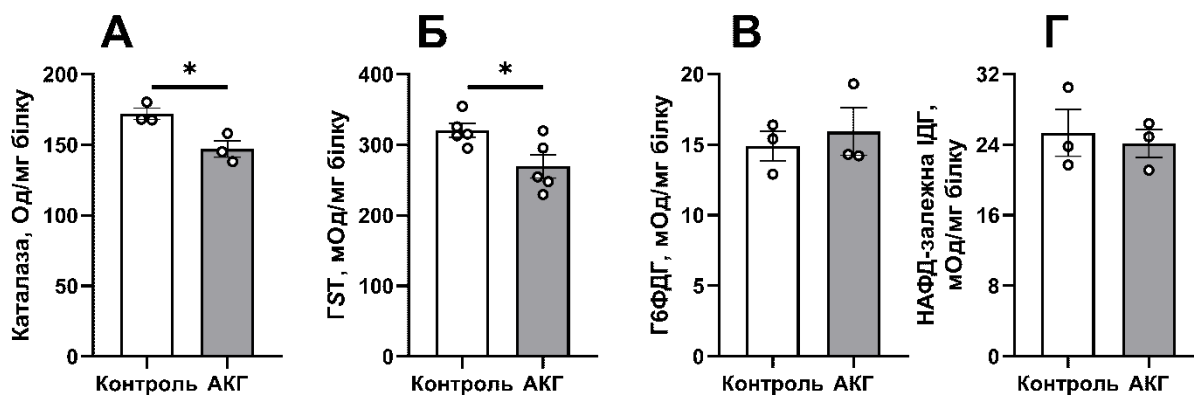 А
Б
В
Г
*
*
Каталаза, Од/мг білку
200
150
100
50
0
Контроль АКГ
ГST, мОд/мг білку
400
300
200
100
0
Контроль АКГ
Г6ФДГ, мОд/мг білку
20
15
10
5
0
Контроль АКГ
НАФД-залежна ІДГ,
мОд/мг білку
32
24
16
8
0
Контроль АКГ